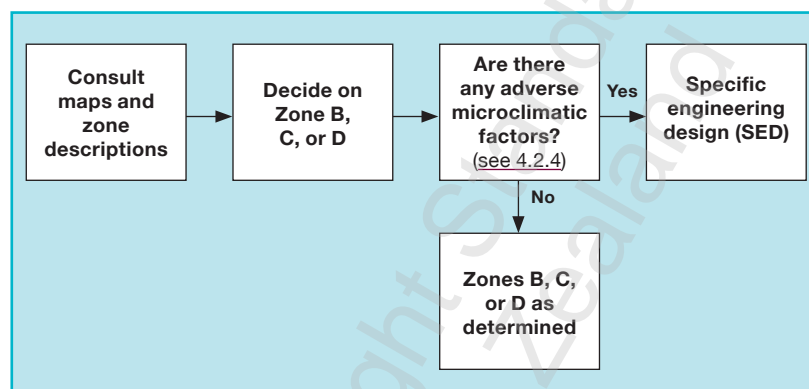 Consult
maps and
zone
descriptions
Decide on
Zone B,
C, or D
Are there
any adverse
microclimatic
factors?
(see 4.2.4)
Yes
Specific
engineering
design (SED)
No
Zones B, C,
or D as
determined